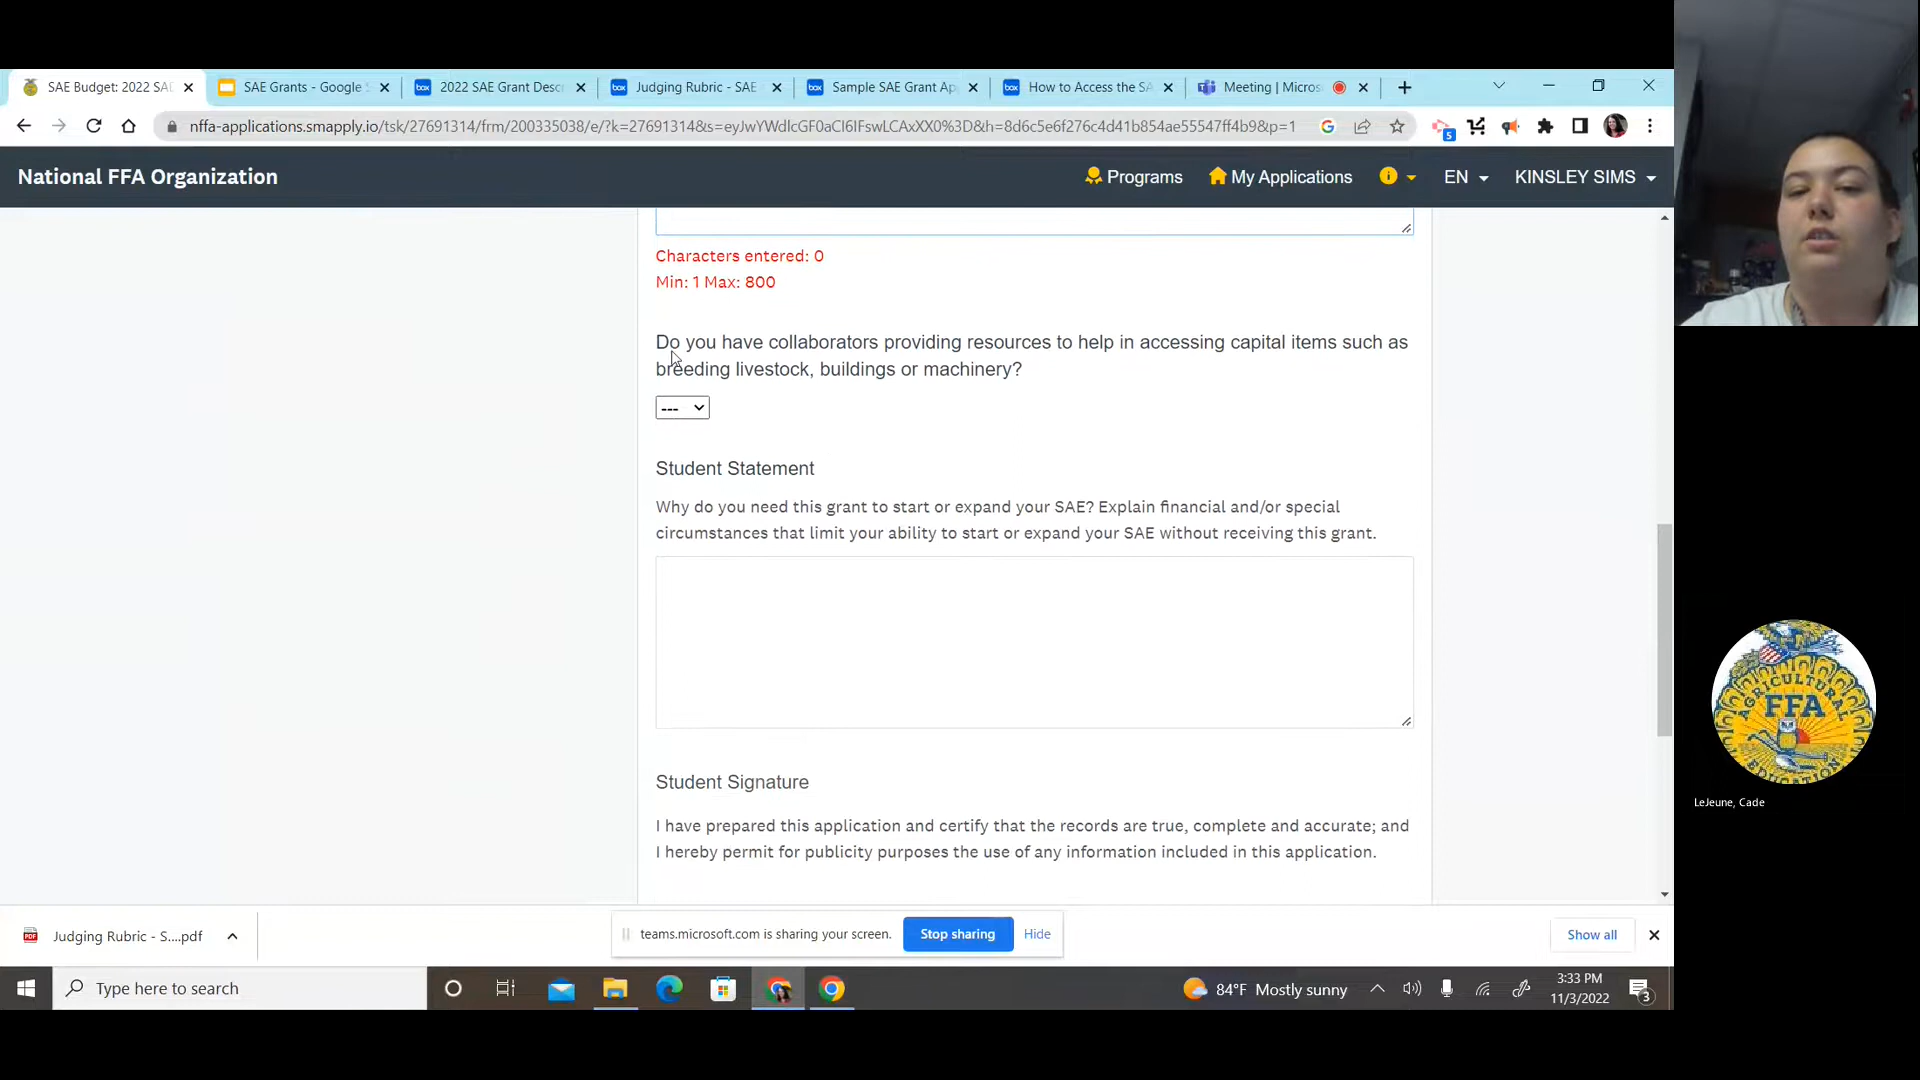 SAE Budget: 2022 SAE
SAE Grants - Google S
2022 SAE Grant Descr
Judging Rubric - SAE
Sample SAE Grant Ap
How to Access the SA
Meeting | Micros
nffa-applications.smapply.io/tsk/27691314/frm/200335038/e/?k=27691314&s=eyJwYWdlcGF0aCI6IFswLCAxXX0%3D&h=8d6c5e6f276c4d41b854ae55547ff4b9&p=1
5
National FFA Organization
Programs
My Applications
EN
KINSLEY SIMS
Characters entered: 0
Min: 1 Max: 800
Do you have collaborators providing resources to help in accessing capital items such as
breeding livestock, buildings or machinery?
---
Student Statement
Why do you need this grant to start or expand your SAE? Explain financial and/or special
circumstances that limit your ability to start or expand your SAE without receiving this grant.
Student Signature
I have prepared this application and certify that the records are true, complete and accurate; and
I hereby permit for publicity purposes the use of any information included in this application.
AGRICULTURAL
FFA
EDUCATION
LeJeune, Cade
Judging Rubric - S....pdf
teams.microsoft.com is sharing your screen.
Stop sharing
Hide
Show all
Type here to search
84°F Mostly sunny
3:33 PM
11/3/2022
3